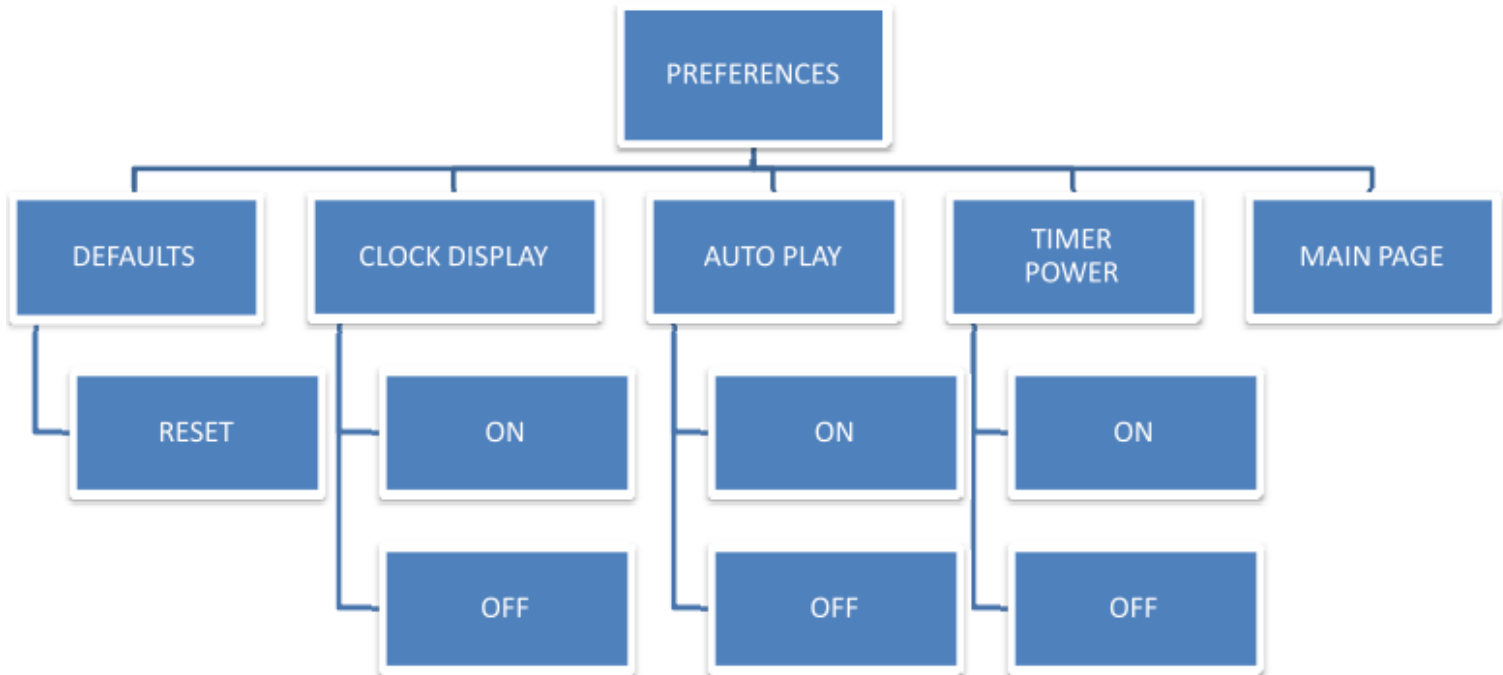 PREFERENCES
DEFAULTS
CLOCK DISPLAY
AUTO PLAY
TIMER
POWER
MAIN PAGE
RESET
ON
ON
ON
OFF
OFF
OFF